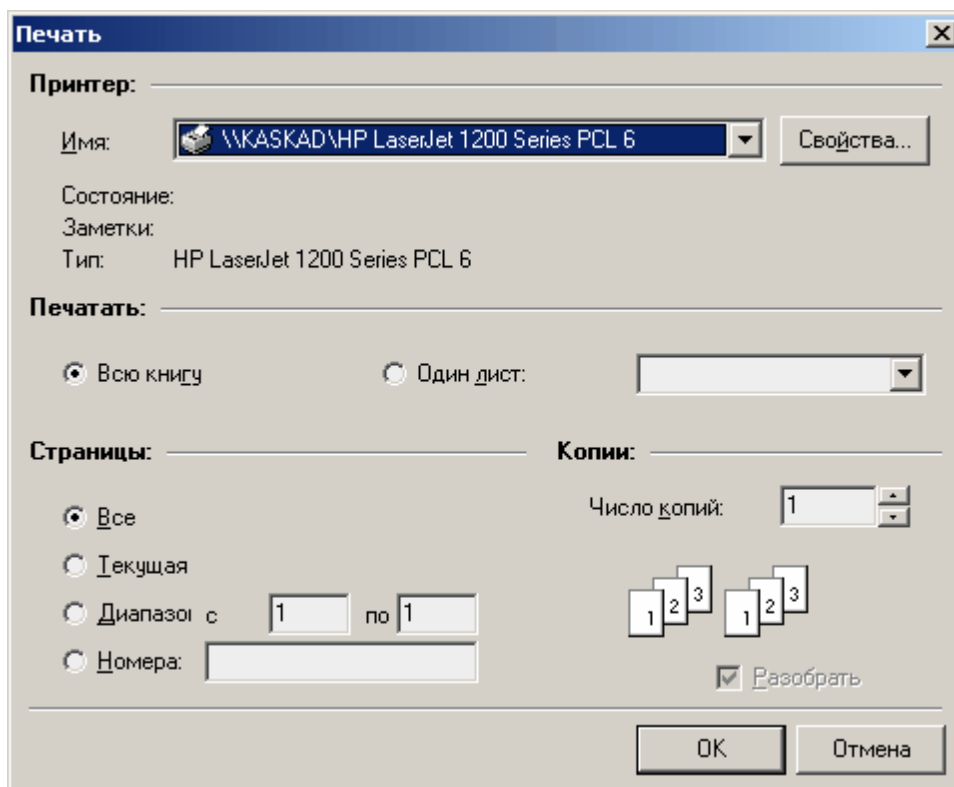 Печать
Принтер:
Имя: \\KASKAD\HP LaserJet 1200 Series PCL 6 Свойства...
Состояние:
Заметки:
Тип: HP LaserJet 1200 Series PCL 6
Печатать:
Всю книгу Один лист:
Страницы: Копии:
Все Число копий: 1
Текущая
Диапазон с 1 по 1
Номера:
1 2 3 1 2 3
Разобрать
OK Отмена